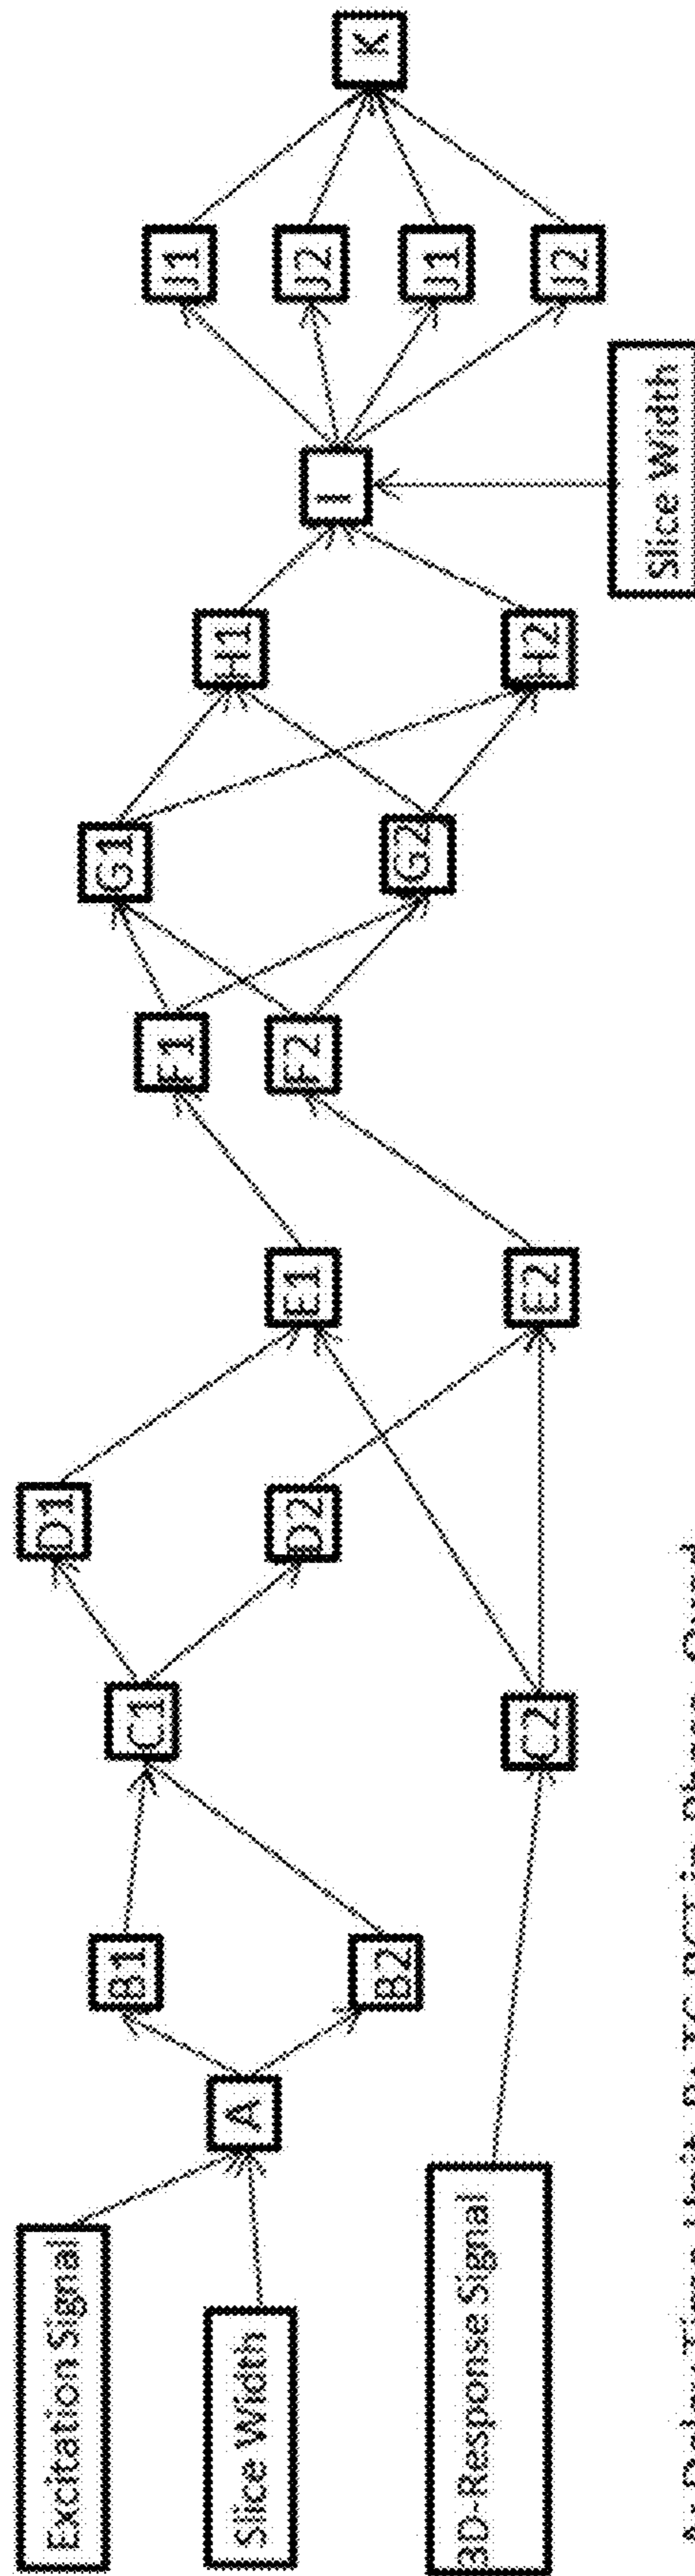 Excitation Signal
Slice Width
3D-Response Signal
A
B1
B2
C1
C2
D1
D2
E1
E2
F1
F2
G1
G2
H1
H2
I
Slice Width
J1
J2
J1
J2
K